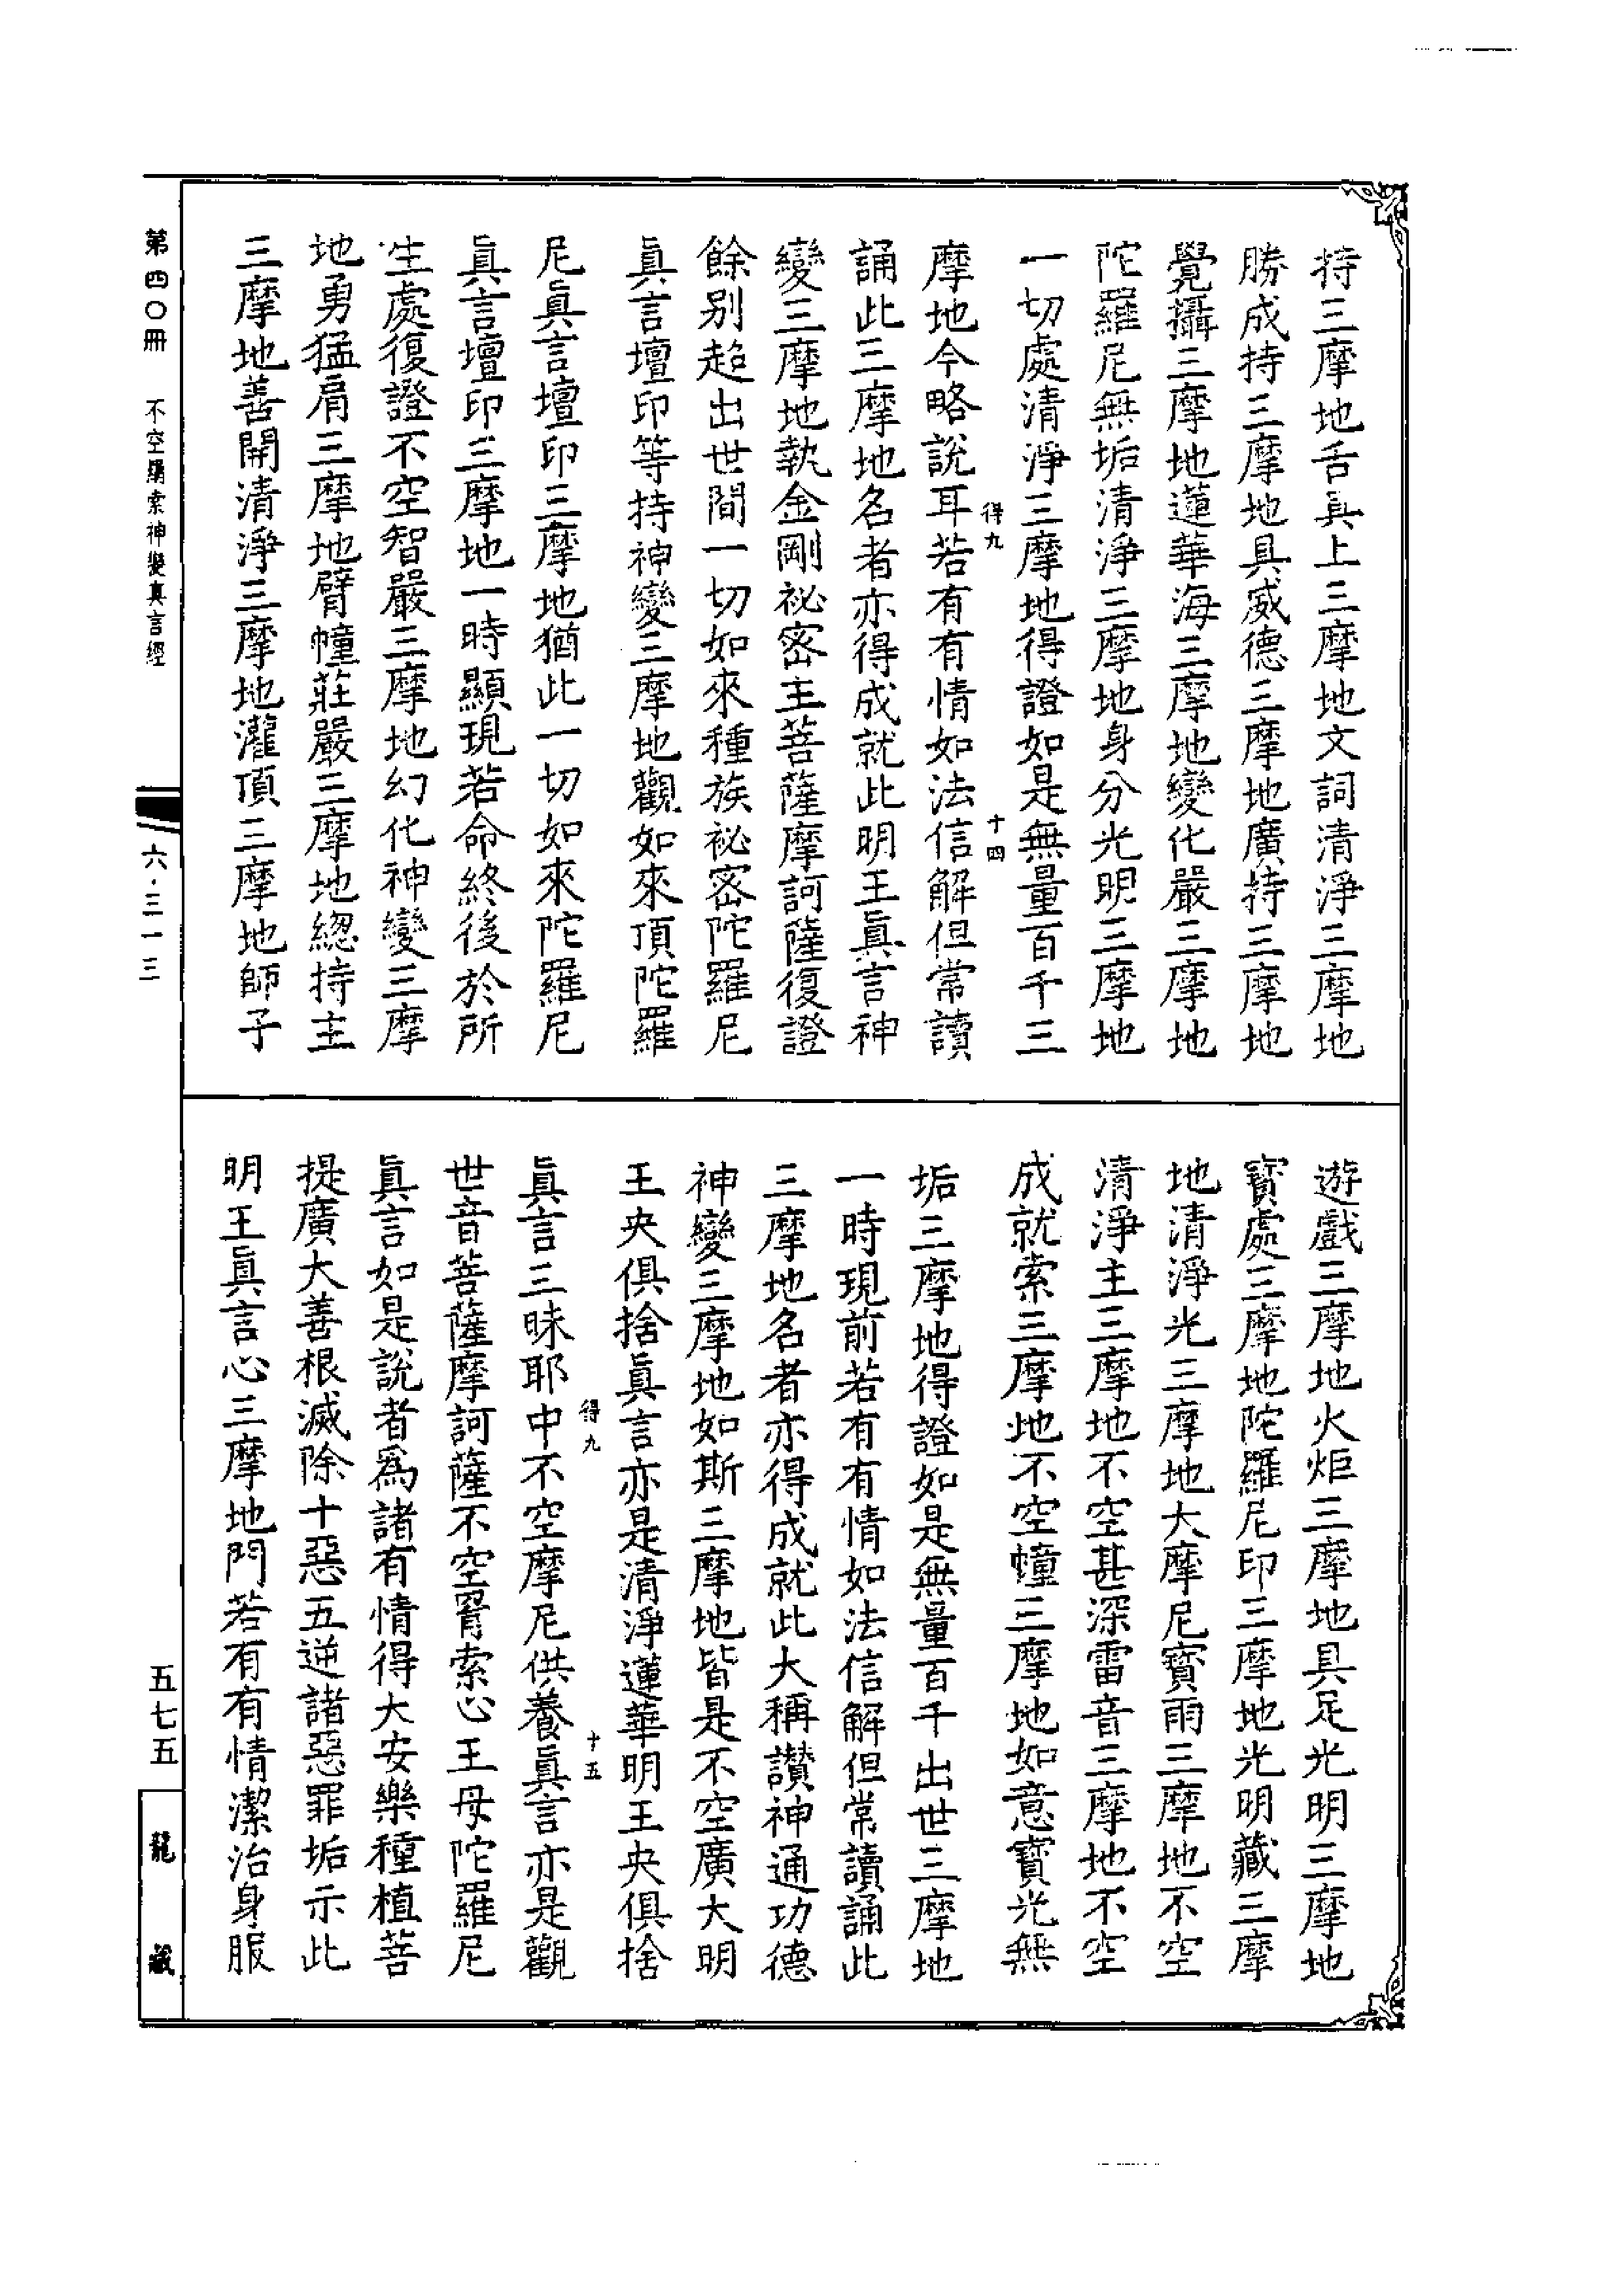 持三摩地舌具上三摩地文詞清淨三摩地
勝成持三摩地具威德三摩地廣持三摩地
覺攝三摩地蓮華海三摩地變化嚴三摩地
陀羅尼無垢清淨三摩地身分光明三摩地
一切處清淨三摩地得證如是無量百千三
得九
十四
摩地今略說耳若有有情如法信解但常讀
誦此三摩地名者亦得成就此明王眞言神
變三摩地執金剛祕密主菩薩摩訶薩復證
餘別超出世間一切如來種族祕密陀羅尼
眞言壇印等持神變三摩地觀如來頂陀羅
尼眞言壇印三摩地猶此一切如來陀羅尼
眞言壇印三摩地一時顯現若命終後於所
生處復證不空智嚴三摩地幻化神變三摩
地勇猛肩三摩地臂幢莊嚴三摩地緫持主
三摩地善開清淨三摩地灌頂三摩地師子
遊戲三摩地火炬三摩地具足光明三摩地
寳處三摩地陀羅尼印三摩地光明藏三摩
地清淨光三摩地大摩尼寳雨三摩地不空
清淨主三摩地不空甚深雷音三摩地不空
成就索三摩地不空幢三摩地如意寳光無
垢三摩地得證如是無量百千出世三摩地
一時現前若有有情如法信解但常讀誦此
三摩地名者亦得成就此大稱讚神通功德
神變三摩地如斯三摩地皆是不空廣大明
王央俱捨眞言亦是清淨蓮華明王央俱捨
得九
十五
眞言三昧耶中不空摩尼供養眞言亦是觀
世音菩薩摩訶薩不空罥索心王母陀羅尼
眞言如是說者爲諸有情得大安樂種植菩
提廣大善根滅除十惡五逆諸惡罪垢示此
明王眞言心三摩地門若有有情潔治身服
第四〇冊 不空羂索神變真言經
六·三一三
五七五
龍藏